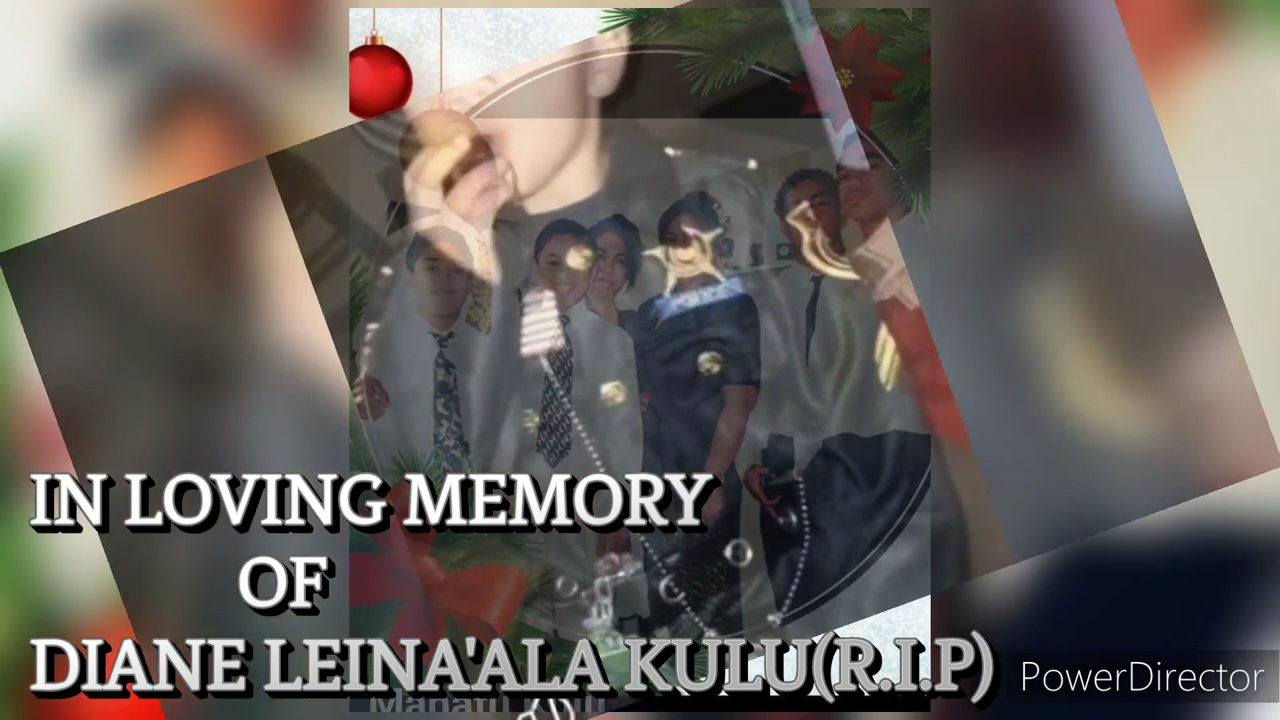 IN LOVING MEMORY
OF
DIANE LEINA'ALA KULU(R.I.P)
PowerDirector